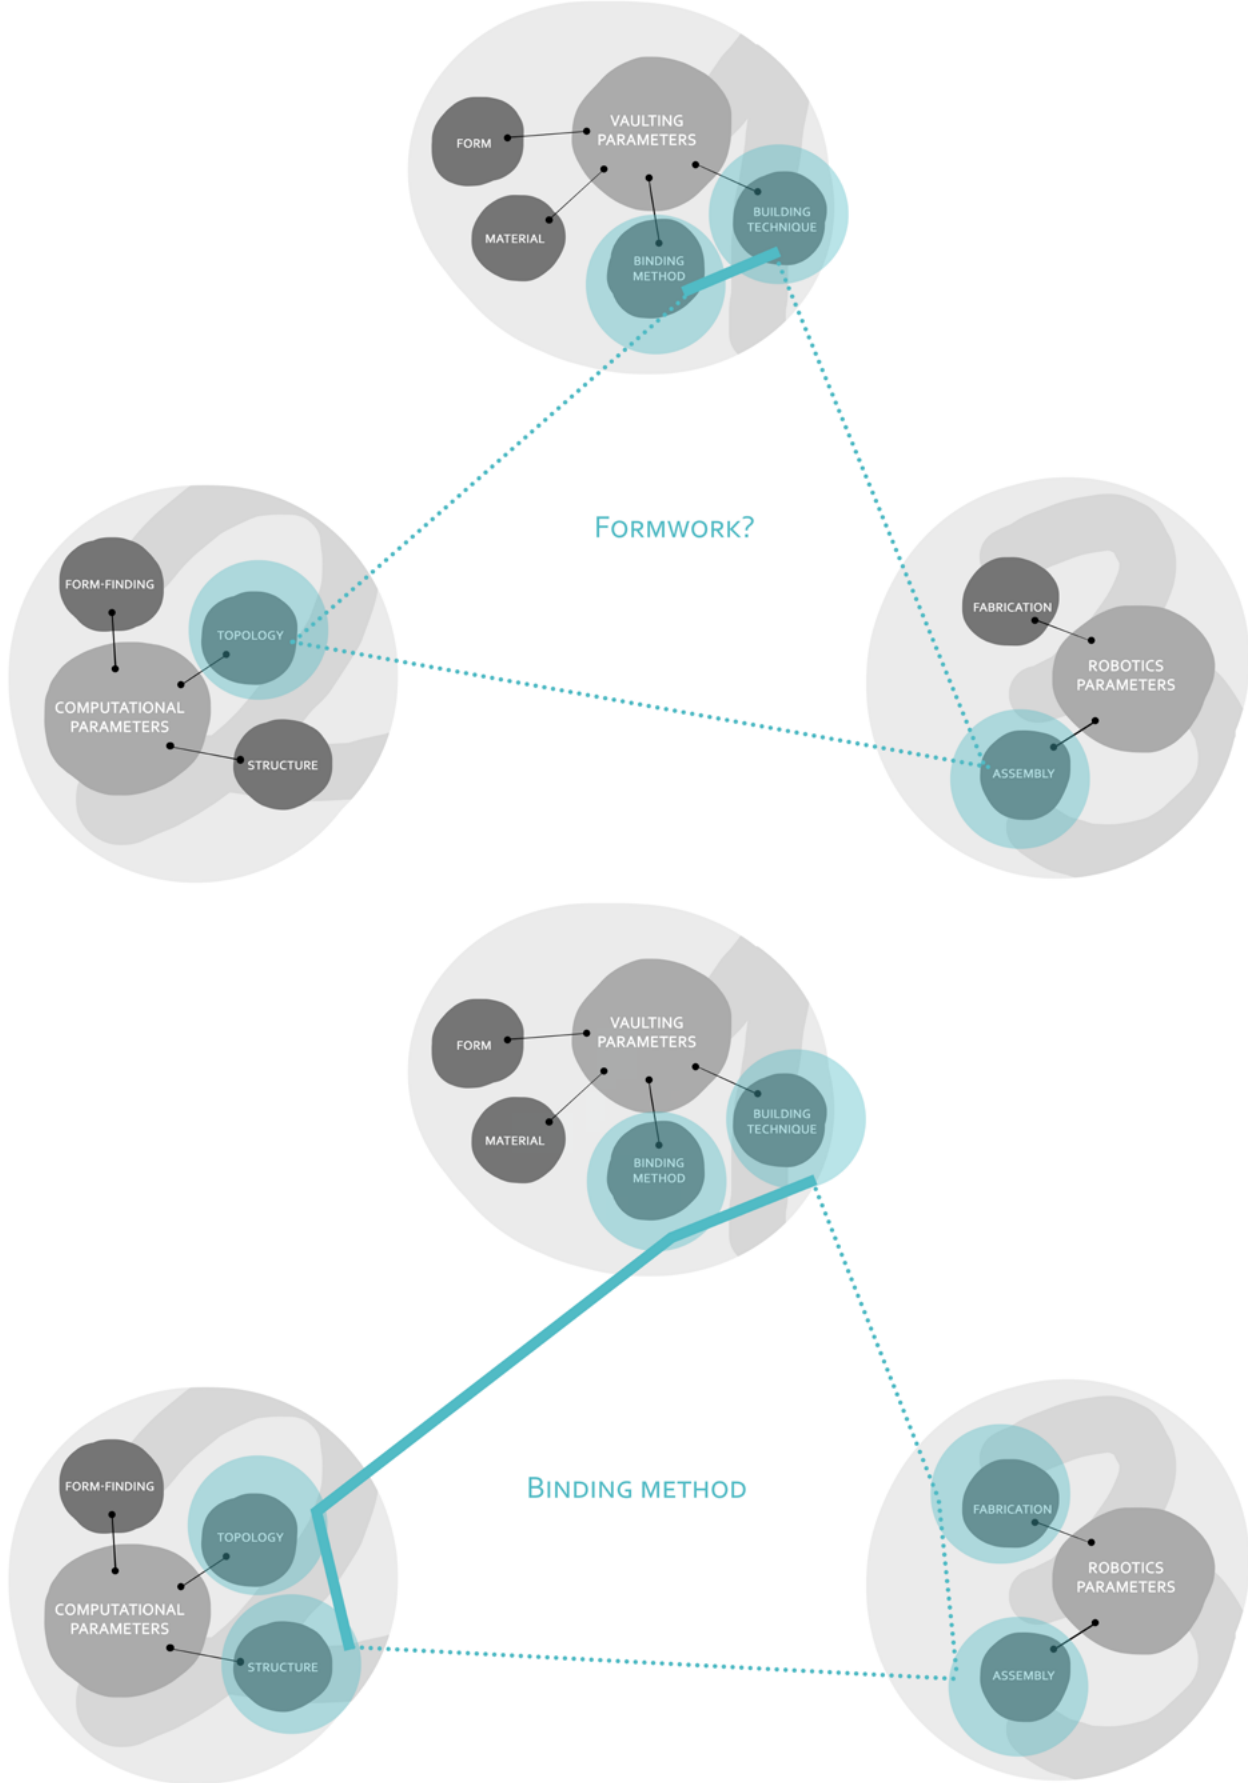 VAULTING
PARAMETERS
FORM
MATERIAL
BINDING
METHOD
BUILDING
TECHNIQUE
FORMWORK?
FORM-FINDING
TOPOLOGY
COMPUTATIONAL
PARAMETERS
STRUCTURE
FABRICATION
ROBOTICS
PARAMETERS
ASSEMBLY
VAULTING
PARAMETERS
FORM
MATERIAL
BINDING
METHOD
BUILDING
TECHNIQUE
BINDING METHOD
FORM-FINDING
TOPOLOGY
COMPUTATIONAL
PARAMETERS
STRUCTURE
FABRICATION
ROBOTICS
PARAMETERS
ASSEMBLY